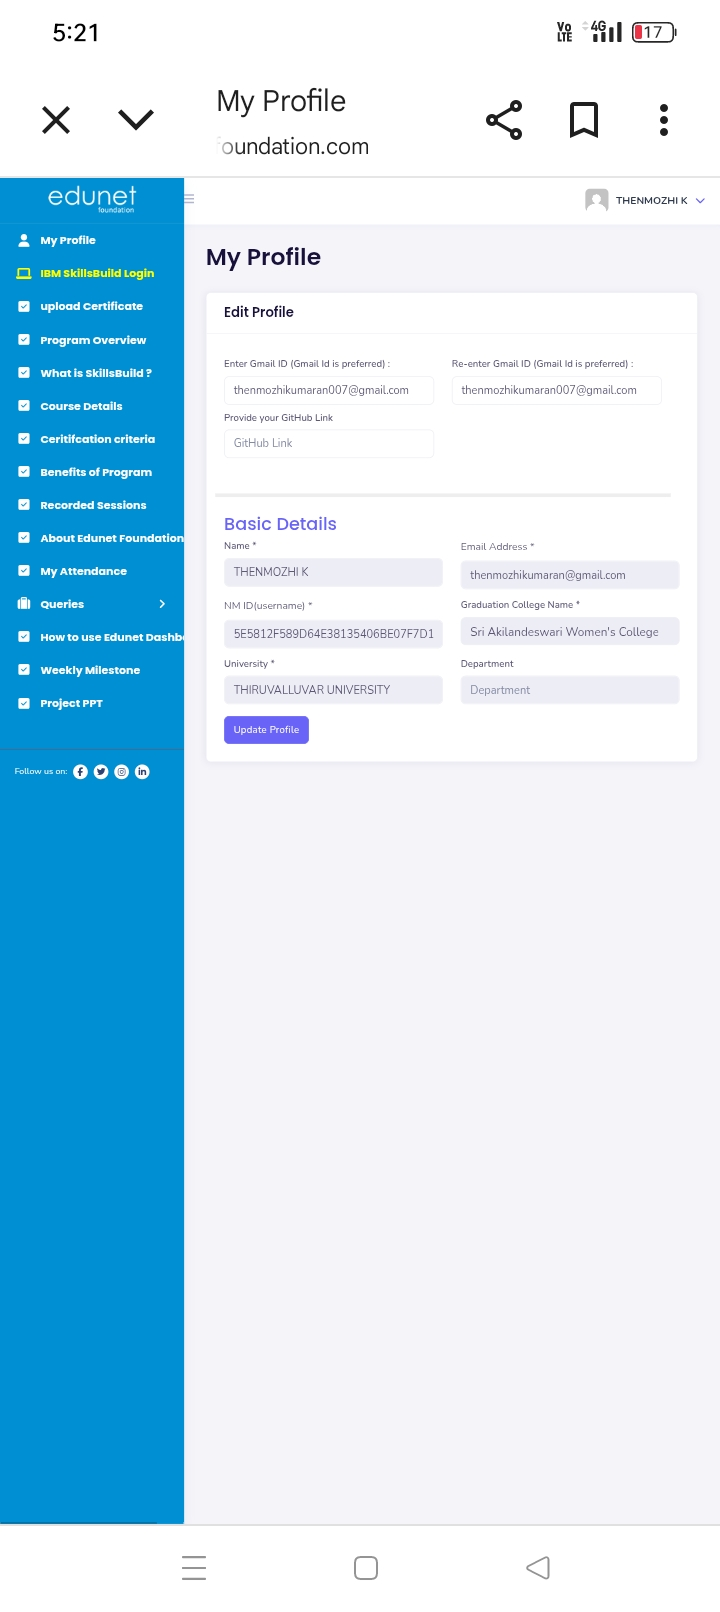 5:21
Vo LTE 4G 17
My Profile
oundation.com
edunet
foundation
THENMOZHI K
My Profile
IBM SkillsBuild Login
upload Certificate
Program Overview
What is SkillsBuild ?
Course Details
Ceritifcation criteria
Benefits of Program
Recorded Sessions
About Edunet Foundation
My Attendance
Queries
How to use Edunet Dashb
Weekly Milestone
Project PPT
Follow us on:
My Profile
Edit Profile
Enter Gmail ID (Gmail Id is preferred) :
thenmozhikumaran007@gmail.com
Re-enter Gmail ID (Gmail Id is preferred) :
thenmozhikumaran007@gmail.com
Provide your GitHub Link
GitHub Link
Basic Details
Name *
THENMOZHI K
Email Address *
thenmozhikumaran@gmail.com
NM ID(username) *
5E5812F589D64E38135406BE07F7D1
Graduation College Name *
Sri Akilandeswari Women's College
University *
THIRUVALLUVAR UNIVERSITY
Department
Department
Update Profile